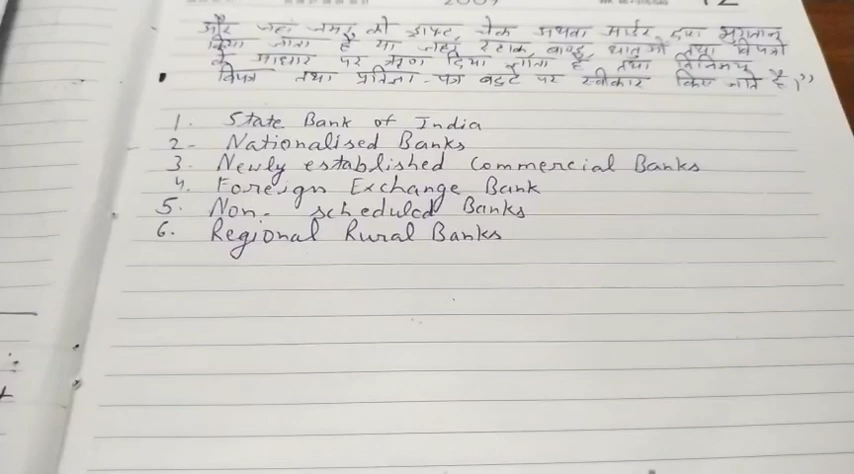 और जहां जमा को ड्राफ्ट, चेक अथवा आर्डर द्वारा भुगतान
किया जाता है या जहां स्टाक, बाण्ड, धातुओं तथा विपत्रों
के आधार पर ऋण दिया जाता है, तथा विनिमय
विपत्र तथा प्रतिज्ञा-पत्र बट्टे पर स्वीकार किए जाते है।"
1. State Bank of India
2- Nationalised Banks
3. Newly established Commercial Banks
4. Foreign Exchange Bank
5. Non- scheduled Banks
6. Regional Rural Banks